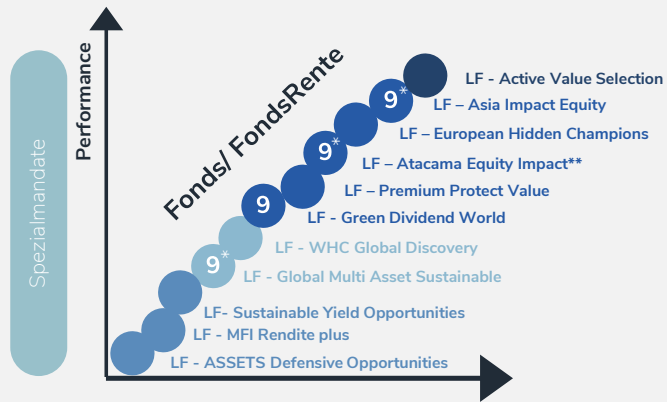 Spezialmandate
Performance
Fonds/ FondsRente
LF - Active Value Selection
9*
LF – Asia Impact Equity
LF – European Hidden Champions
9*
LF – Atacama Equity Impact**
LF – Premium Protect Value
9
LF - Green Dividend World
LF - WHC Global Discovery
9*
LF - Global Multi Asset Sustainable
LF- Sustainable Yield Opportunities
LF - MFI Rendite plus
LF - ASSETS Defensive Opportunities